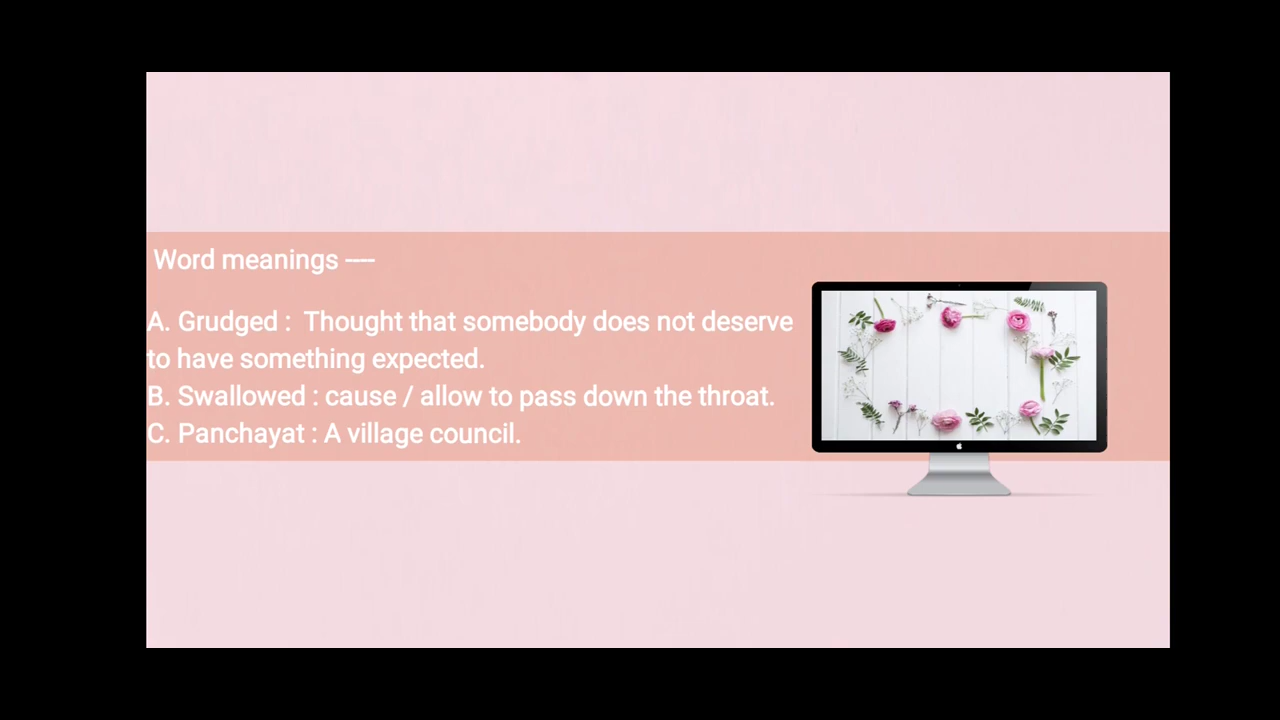 Word meanings ----
A. Grudged :  Thought that somebody does not deserve
to have something expected.
B. Swallowed : cause / allow to pass down the throat.
C. Panchayat : A village council.